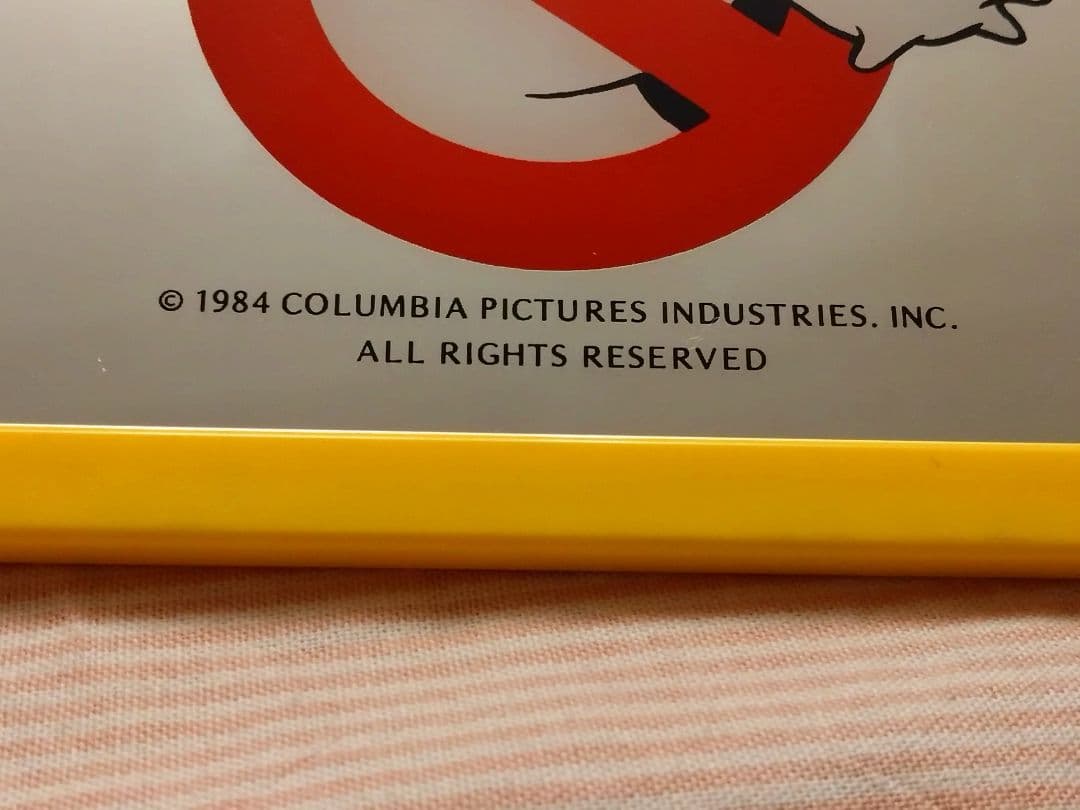 © 1984 COLUMBIA PICTURES INDUSTRIES. INC.
ALL RIGHTS RESERVED